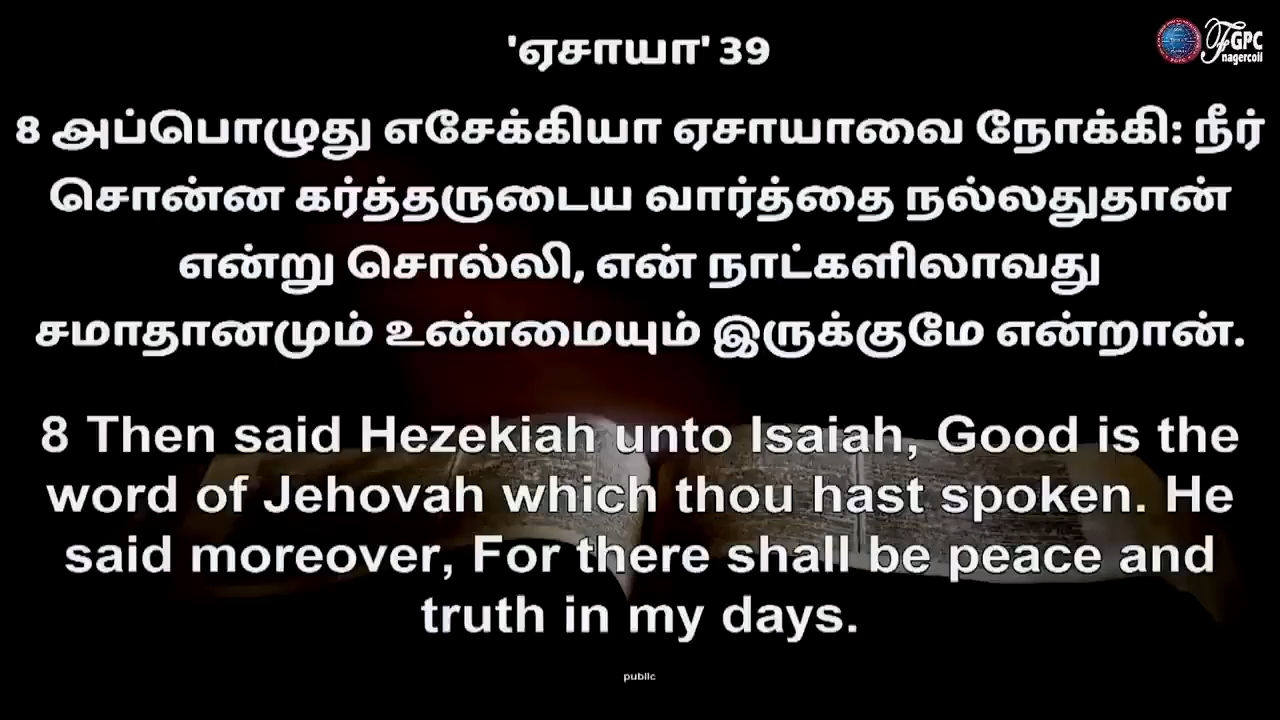 'ஏசாயா' 39
FGPC
nagercoil
8 அப்பொழுது எசேக்கியா ஏசாயாவை நோக்கி: நீர்
சொன்ன கர்த்தருடைய வார்த்தை நல்லதுதான்
என்று சொல்லி, என் நாட்களிலாவது
சமாதானமும் உண்மையும் இருக்குமே என்றான்.
8 Then said Hezekiah unto Isaiah, Good is the
word of Jehovah which thou hast spoken. He
said moreover, For there shall be peace and
truth in my days.
public